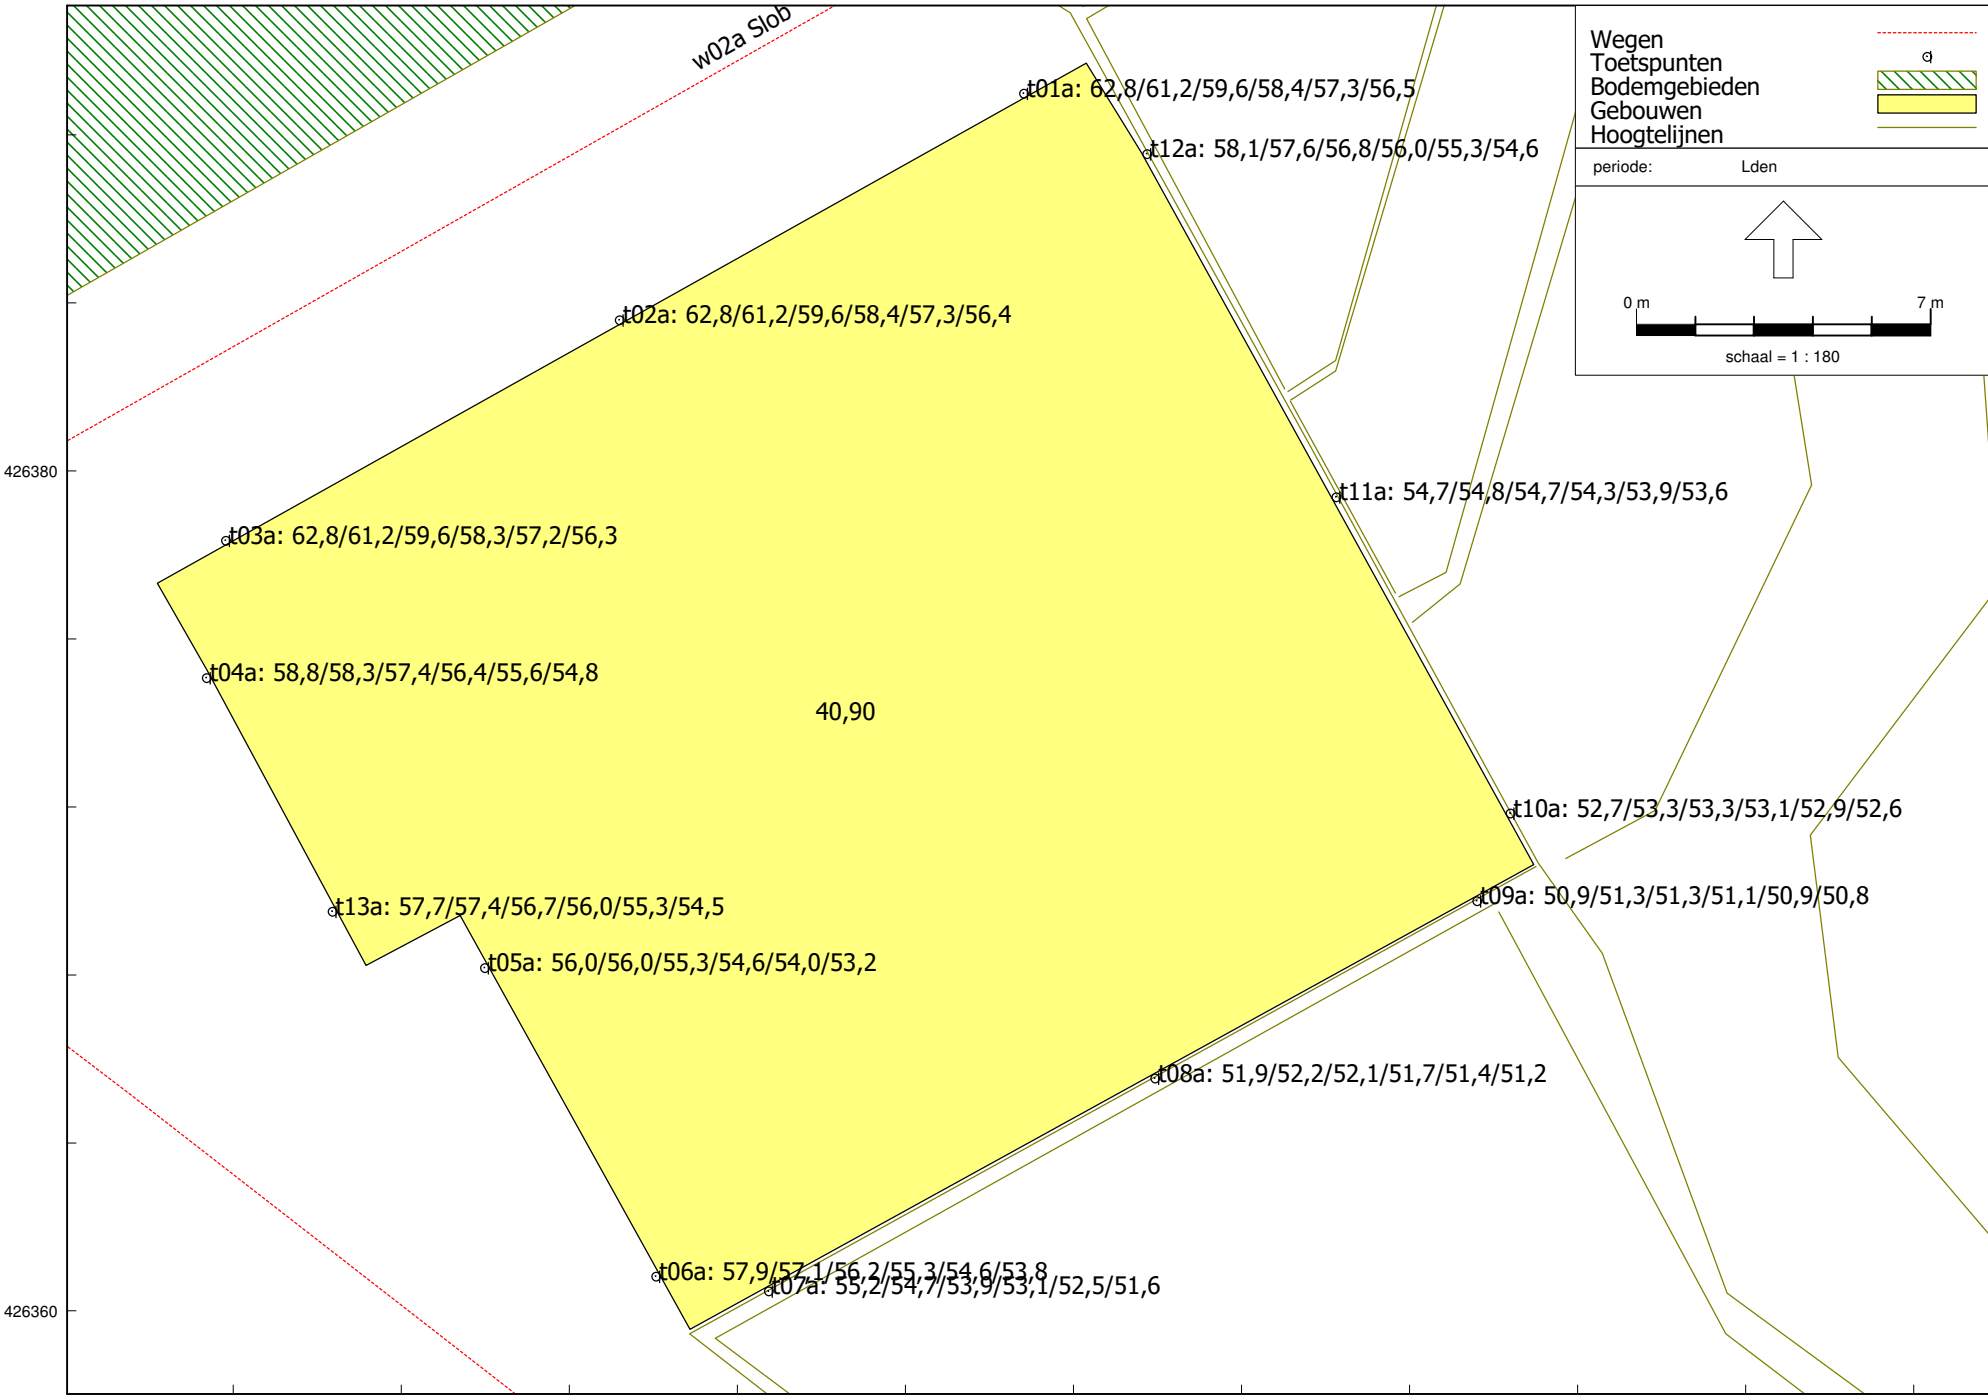 w02a Slob
Wegen
Toetspunten
Bodemgebieden
Gebouwen
Hoogtelijnen
periode: Lden
0 m 7 m
schaal = 1 : 180
t01a: 62,8/61,2/59,6/58,4/57,3/56,5
t12a: 58,1/57,6/56,8/56,0/55,3/54,6
t02a: 62,8/61,2/59,6/58,4/57,3/56,4
426380
t11a: 54,7/54,8/54,7/54,3/53,9/53,6
t03a: 62,8/61,2/59,6/58,3/57,2/56,3
t04a: 58,8/58,3/57,4/56,4/55,6/54,8
40,90
t10a: 52,7/53,3/53,3/53,1/52,9/52,6
t09a: 50,9/51,3/51,3/51,1/50,9/50,8
t13a: 57,7/57,4/56,7/56,0/55,3/54,5
t05a: 56,0/56,0/55,3/54,6/54,0/53,2
t08a: 51,9/52,2/52,1/51,7/51,4/51,2
t06a: 57,9/57,1/56,2/55,3/54,6/53,8
t07a: 55,2/54,7/53,9/53,1/52,5/51,6
426360